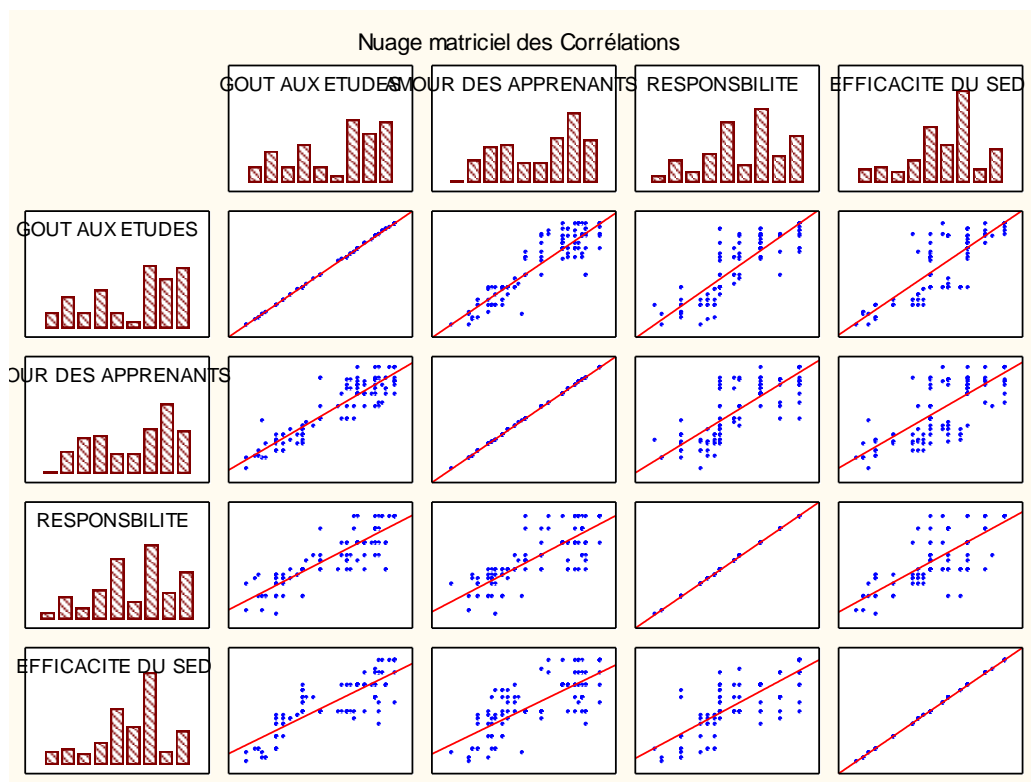 Nuage matriciel des Corrélations
GOUT AUX ETUDES
AMOUR DES APPRENANTS
RESPONSBILITE
EFFICACITE DU SED
GOUT AUX ETUDES
OUR DES APPRENANTS
RESPONSBILITE
EFFICACITE DU SED